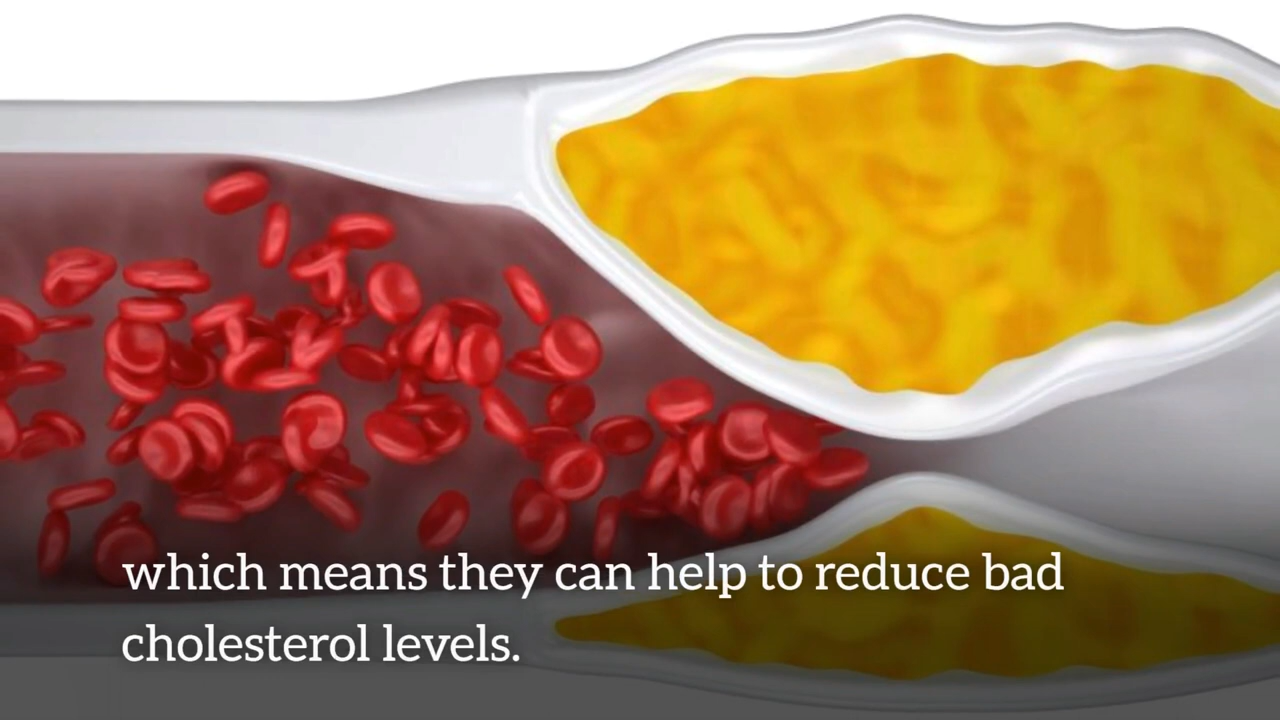 which means they can help to reduce bad
cholesterol levels.